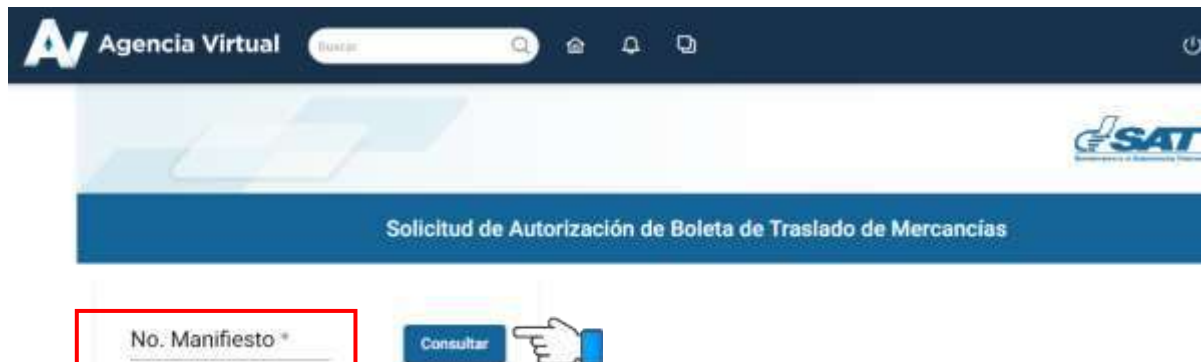 Agencia Virtual
Buscar
SAT
Solicitud de Autorización de Boleta de Traslado de Mercancías
No. Manifiesto *
Consultar